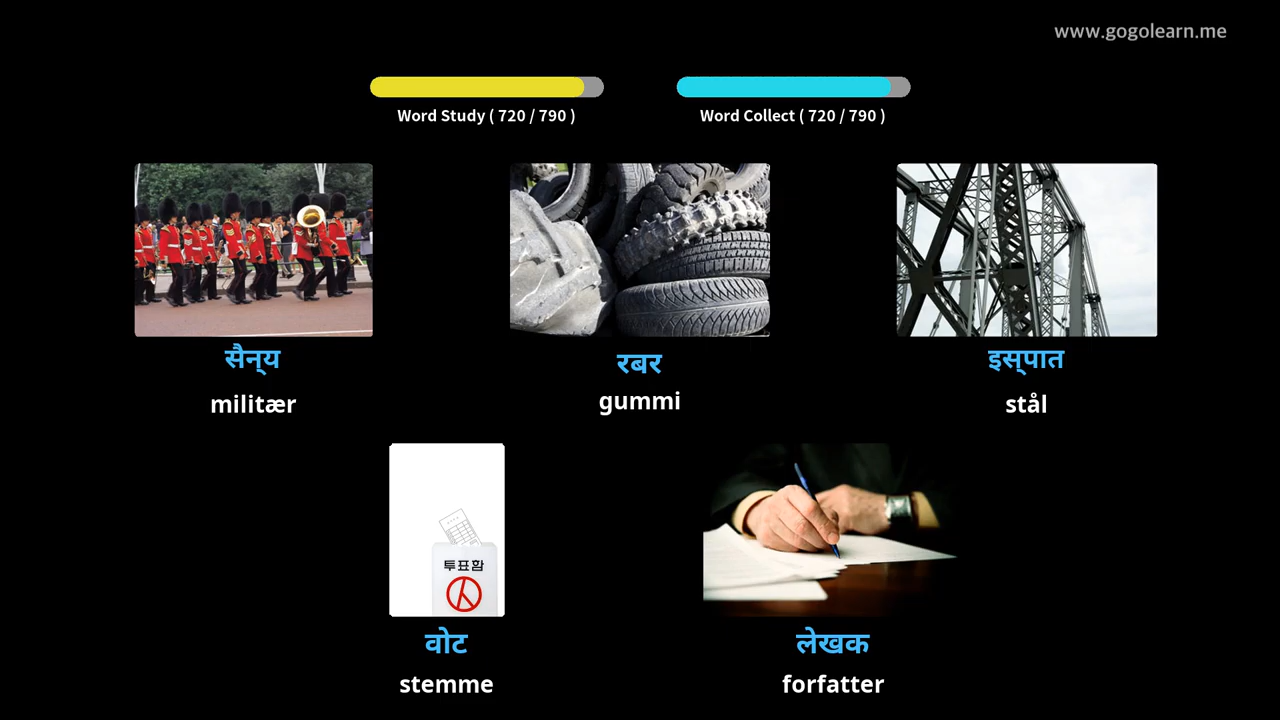 www.gogolearn.me
Word Study ( 720 / 790 )
Word Collect ( 720 / 790 )
सैन्‌य
रबर
इस्‌पात
militær
gummi
stål
투표함
वोट
लेखक
stemme
forfatter